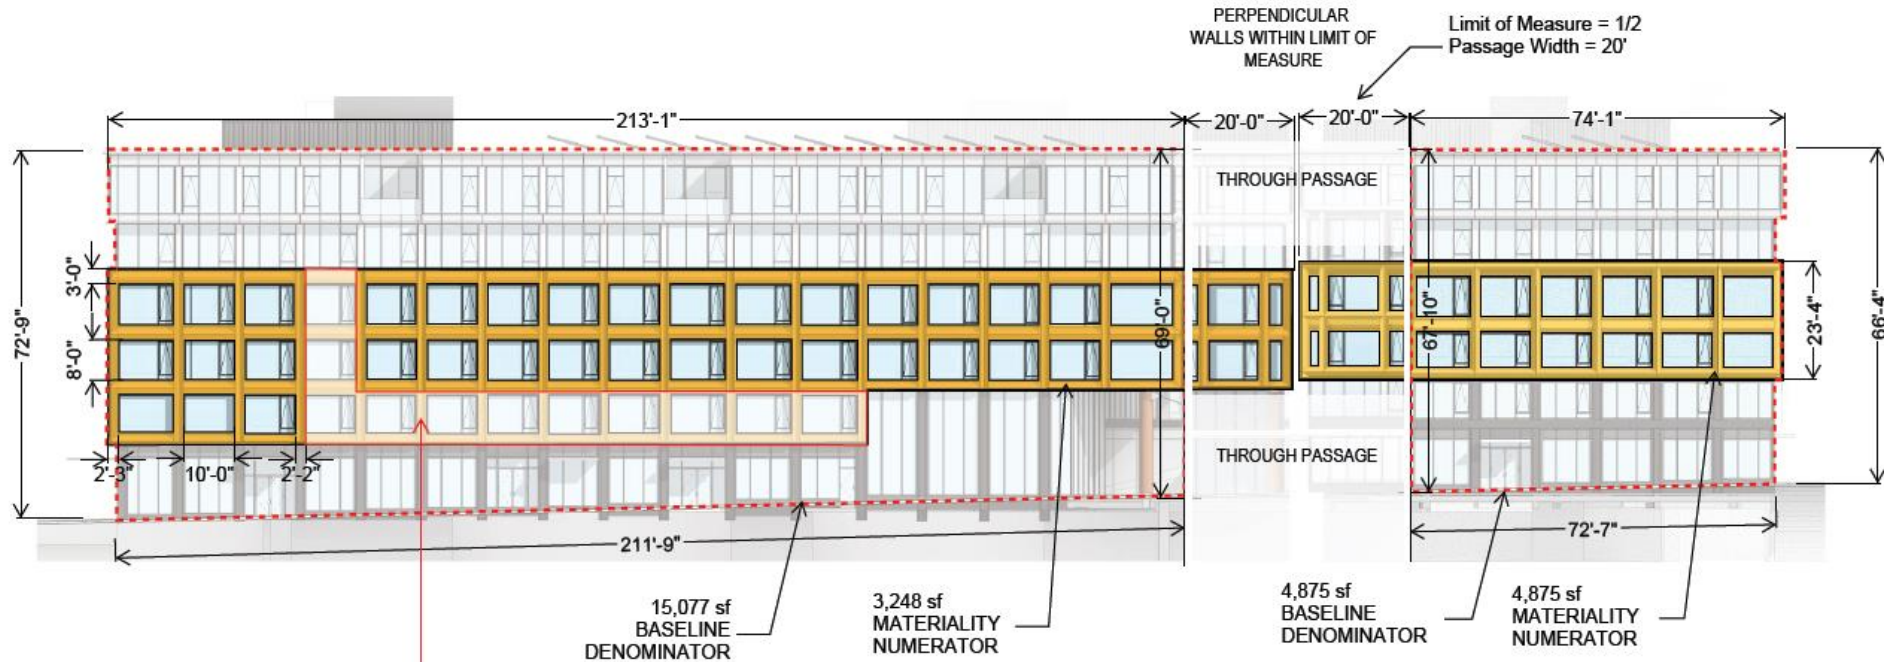 PERPENDICULAR
WALLS WITHIN LIMIT OF
MEASURE
Limit of Measure = 1/2
Passage Width = 20'
213'-1"
20'-0"
20'-0"
74'-1"
THROUGH PASSAGE
72'-9"
3'-0"
8'-0"
69'-0"
67'-10"
23'-4"
66'-4"
2'-3"
10'-0"
2'-2"
THROUGH PASSAGE
211'-9"
72'-7"
15,077 sf
BASELINE
DENOMINATOR
3,248 sf
MATERIALITY
NUMERATOR
4,875 sf
BASELINE
DENOMINATOR
4,875 sf
MATERIALITY
NUMERATOR